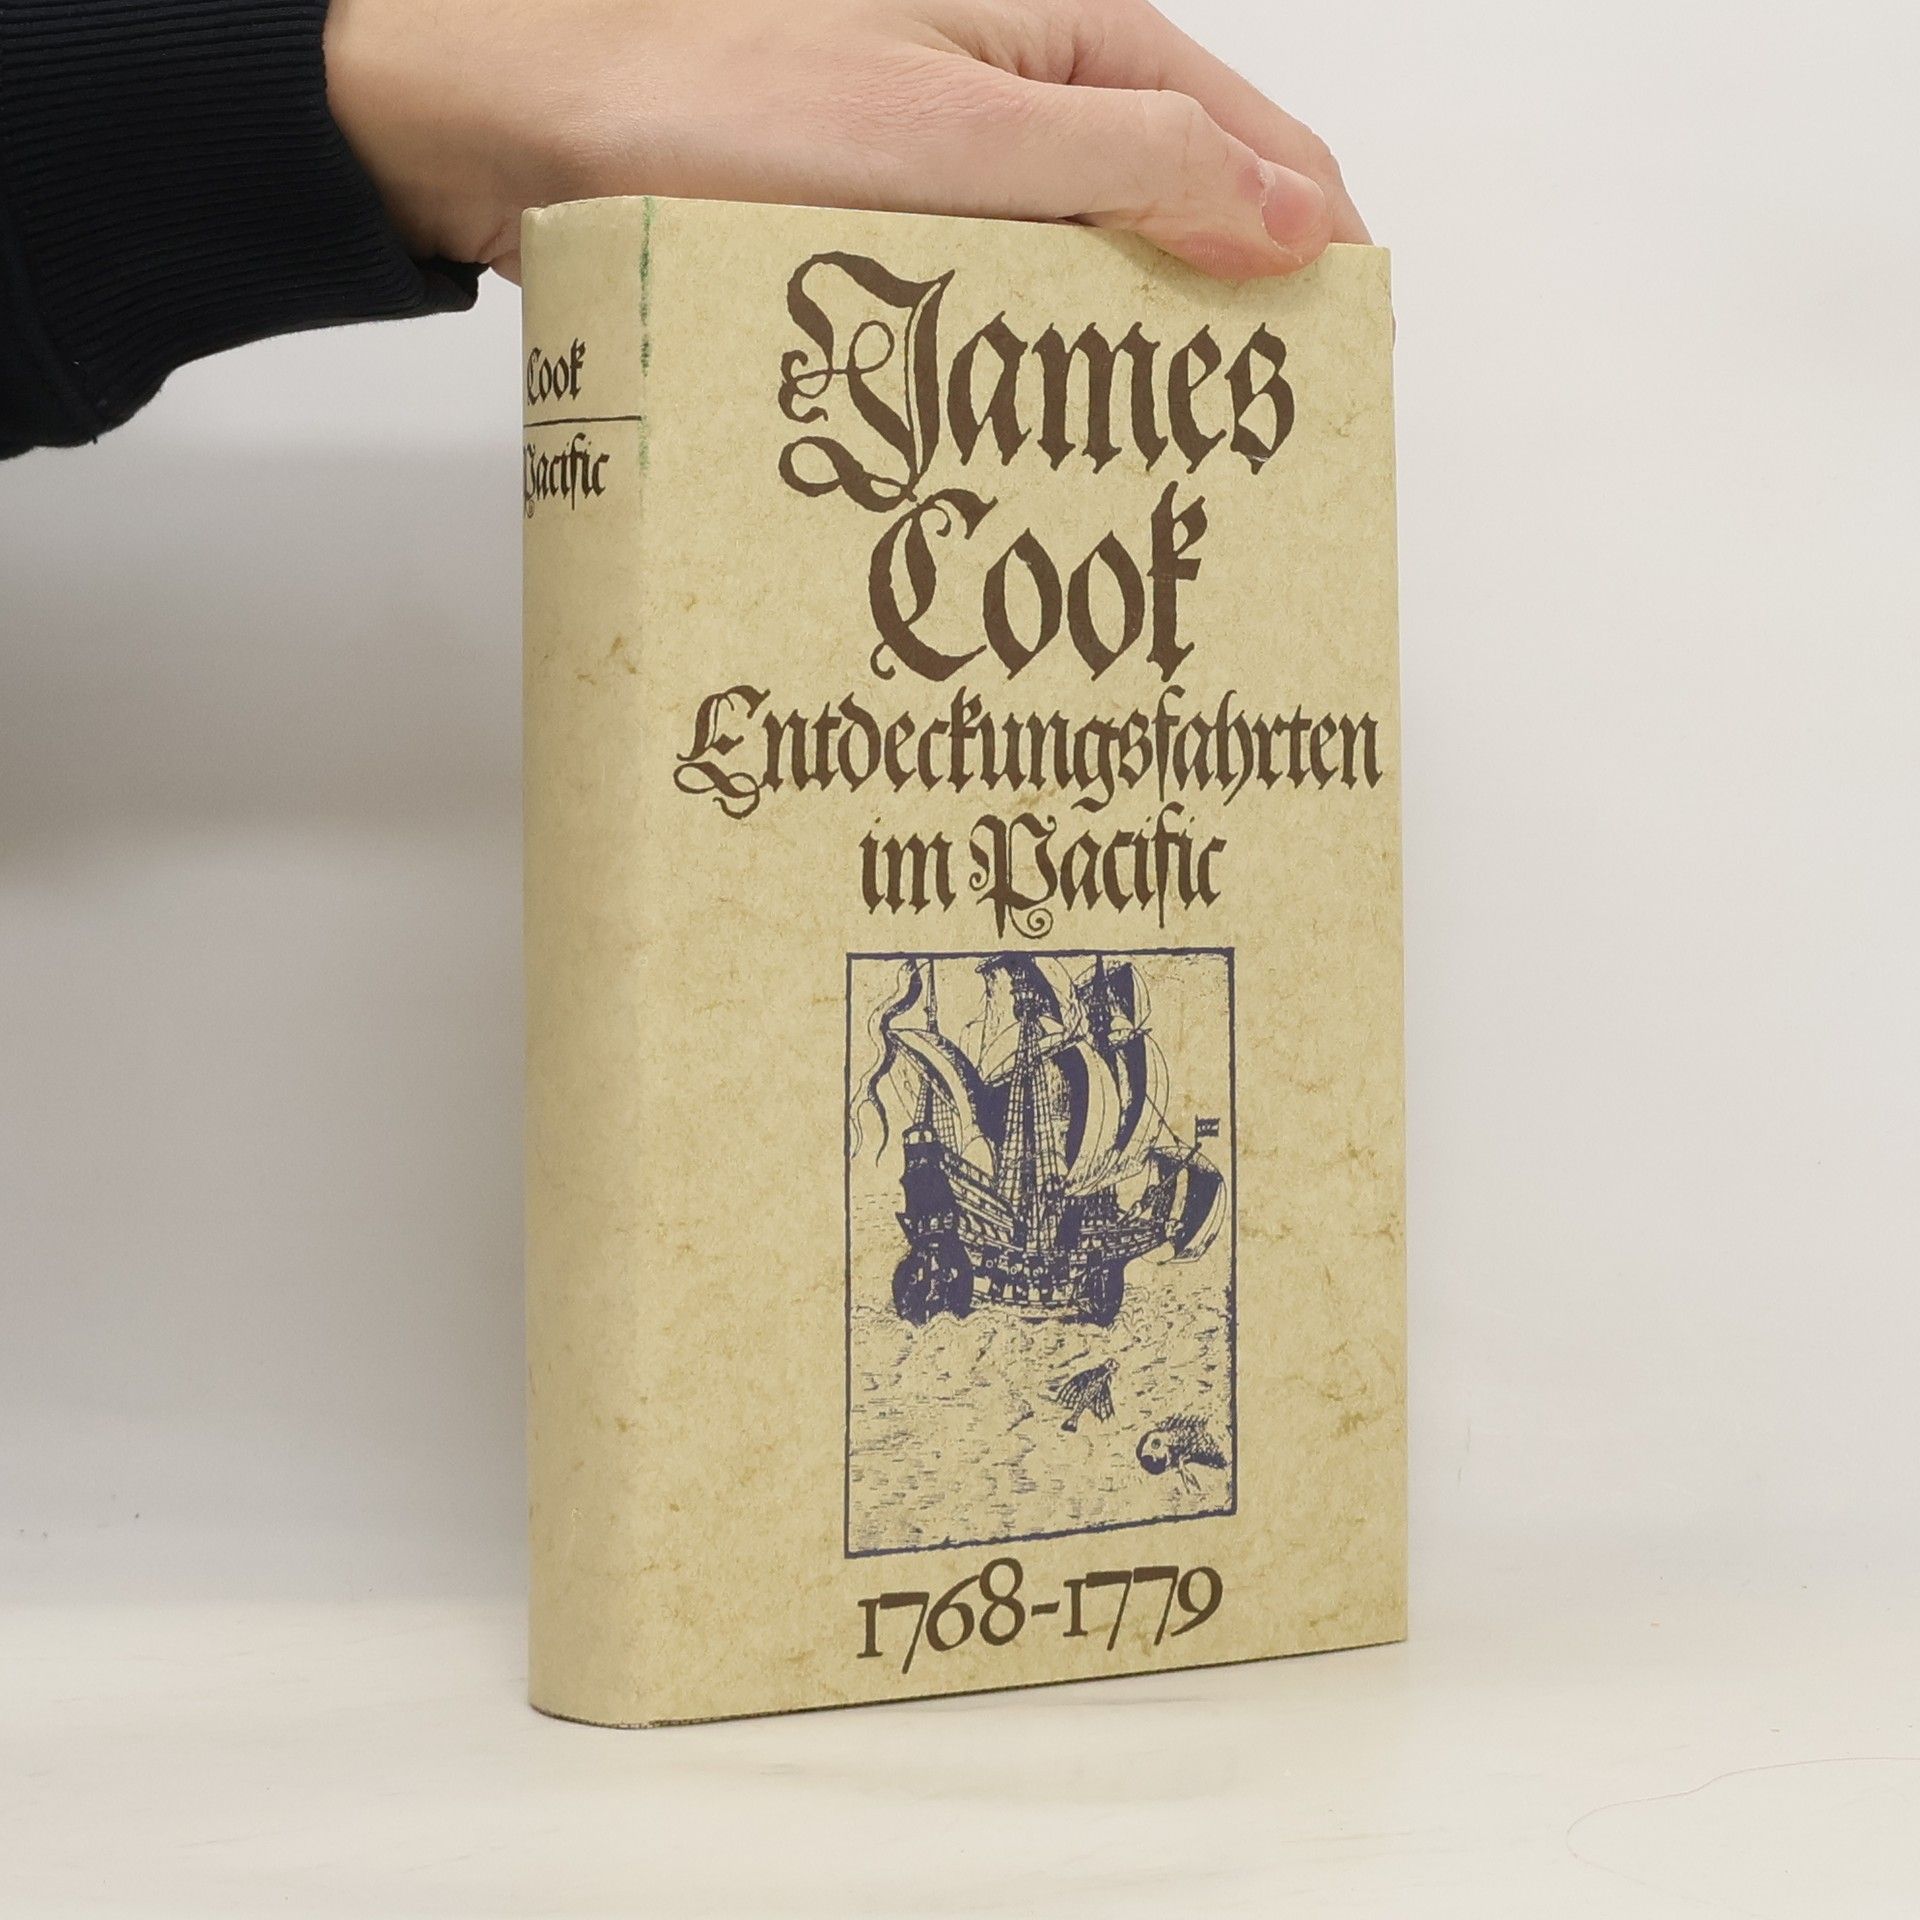 Cook
Pacific
James
Cook
Entdeckungsfahrten
im Pacific
1768-1779